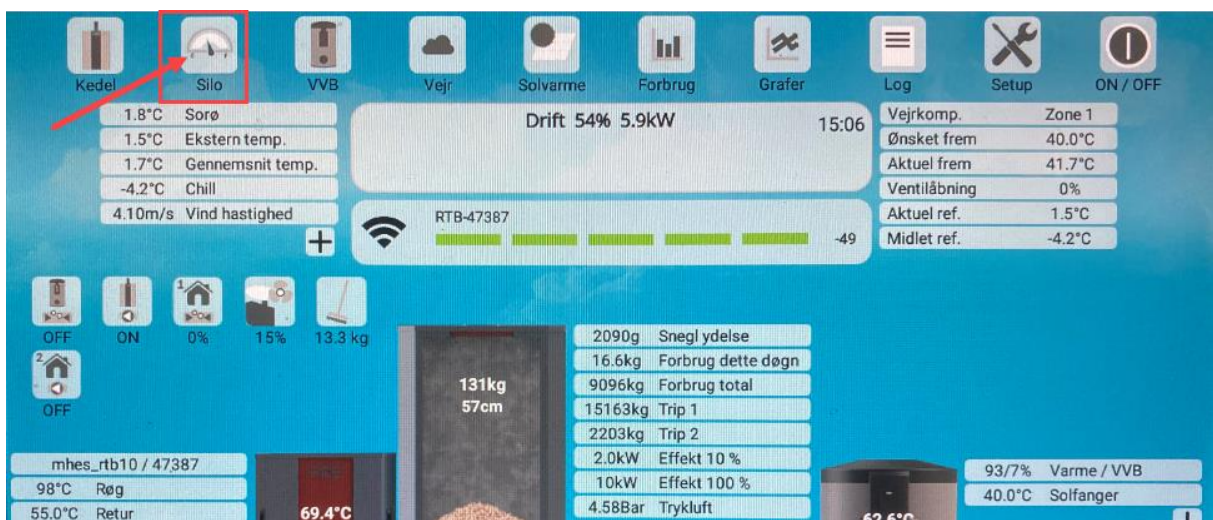 Kedel
Silo
VVB
Vejr
Solvarme
Forbrug
Grafer
Log
Setup
ON / OFF
1.8°C Sorø
1.5°C Ekstern temp.
1.7°C Gennemsnit temp.
-4.2°C Chill
4.10m/s Vind hastighed
+
Drift 54% 5.9kW
15:06
RTB-47387
-49
Vejrkomp. Zone 1
Ønsket frem 40.0°C
Aktuel frem 41.7°C
Ventilåbning 0%
Aktuel ref. 1.5°C
Midlet ref. -4.2°C
OFF
ON
1
0%
15%
13.3 kg
2
OFF
131kg
57cm
2090g Snegl ydelse
16.6kg Forbrug dette døgn
9096kg Forbrug total
15163kg Trip 1
2203kg Trip 2
2.0kW Effekt 10 %
10kW Effekt 100 %
4.58Bar Trykluft
mhes_rtb10 / 47387
98°C Røg
55.0°C Retur
69.4°C
62.6°C
93/7% Varme / VVB
40.0°C Solfanger